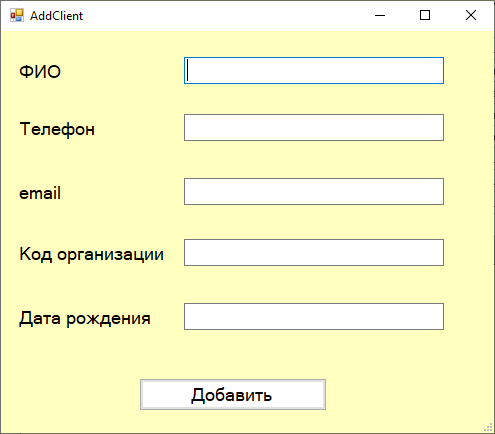 AddClient
ФИО
Телефон
email
Код организации
Дата рождения
Добавить